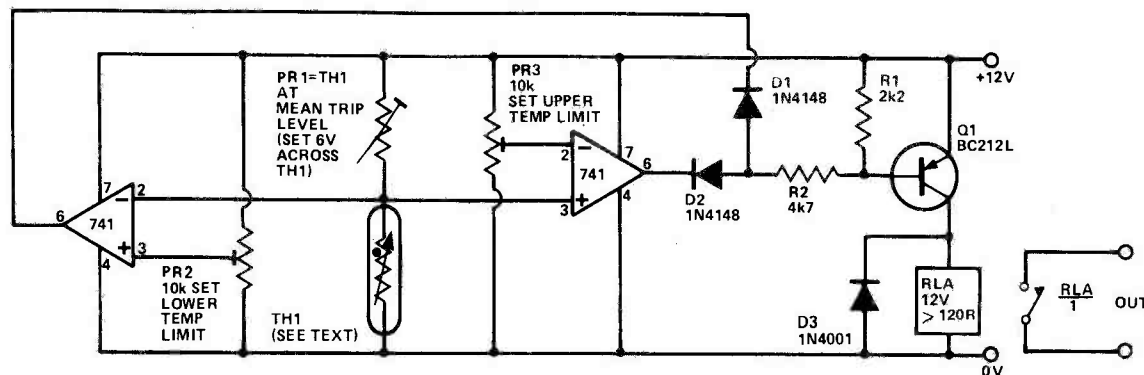 PR1=TH1
AT
MEAN TRIP
LEVEL
(SET 6V
ACROSS
TH1)
PR3
10k
SET UPPER
TEMP LIMIT
D1
1N4148
R1
2k2
+12V
Q1
BC212L
7
2
6
741
3
4
PR2
10k SET
LOWER
TEMP
LIMIT
TH1
(SEE TEXT)
2
7
6
741
3
4
D2
1N4148
R2
4k7
D3
1N4001
RLA
12V
> 120R
RLA
1
OUT
0V